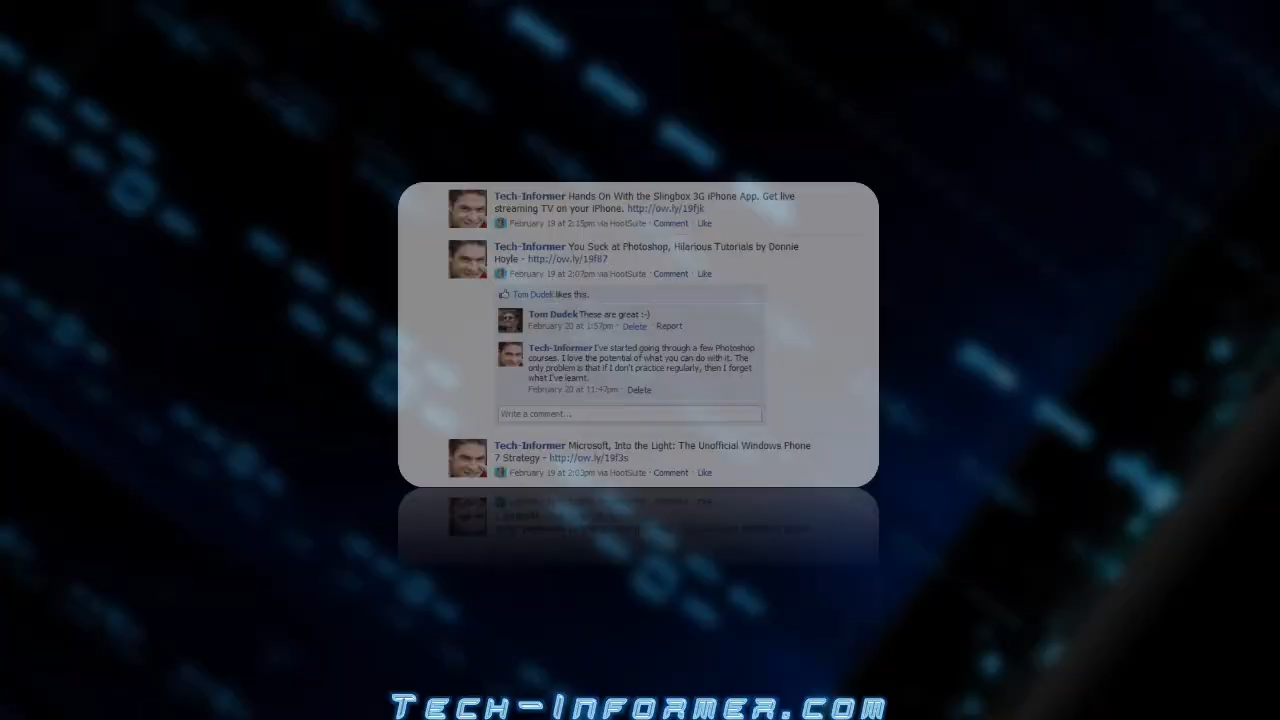 Tech-Informer Hands On With the Slingbox 3G iPhone App. Get live
streaming TV on your iPhone. http://ow.ly/19fjk
February 19 at 2:15pm via HootSuite · Comment · Like
Tech-Informer You Suck at Photoshop, Hilarious Tutorials by Donnie
Hoyle - http://ow.ly/19f87
February 19 at 2:07pm via HootSuite · Comment · Like
Tom Dudek likes this.
Tom Dudek These are great :-)
February 20 at 1:57pm · Delete · Report
Tech-Informer I've started going through a few Photoshop
courses. I love the potential of what you can do with it. The
only problem is that if I don't practice regularly, then I forget
what I've learnt.
February 20 at 11:47pm · Delete
Write a comment...
Tech-Informer Microsoft, Into the Light: The Unofficial Windows Phone
7 Strategy - http://ow.ly/19f3s
February 19 at 2:03pm via HootSuite · Comment · Like
Tech-Informer.com